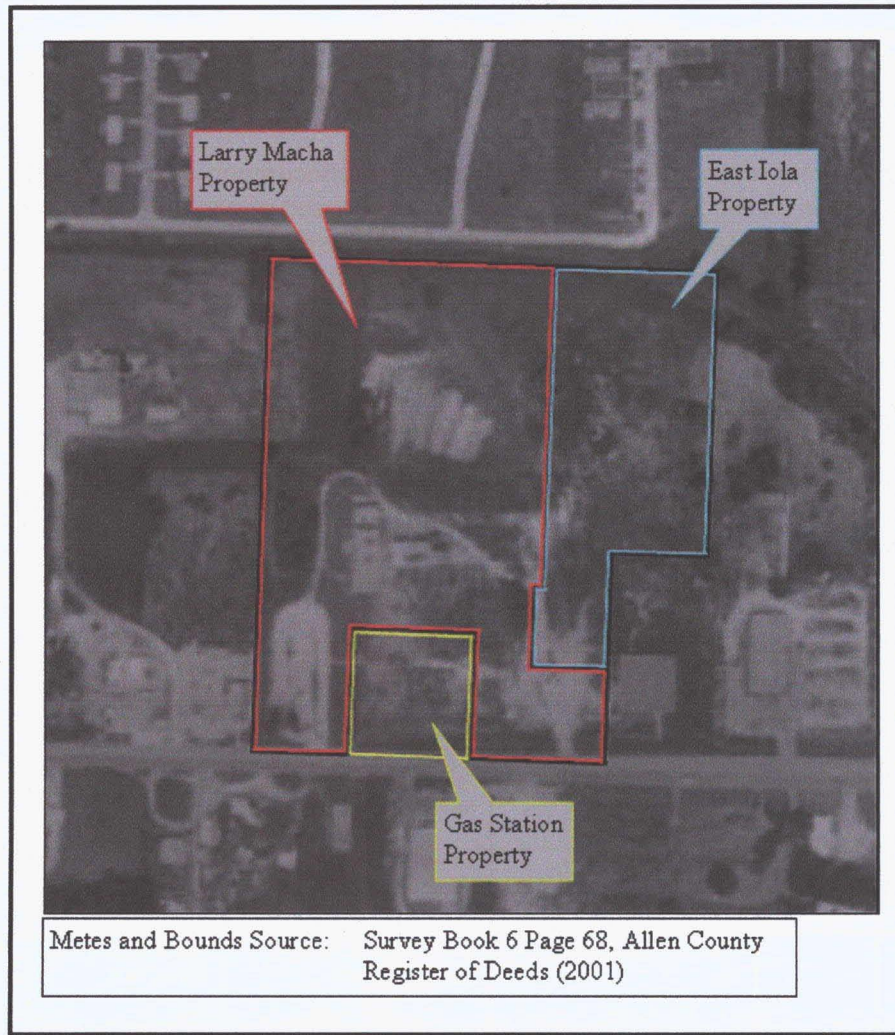 Larry Macha
Property
East Iola
Property
Gas Station
Property
Metes and Bounds Source: Survey Book 6 Page 68, Allen County
Register of Deeds (2001)